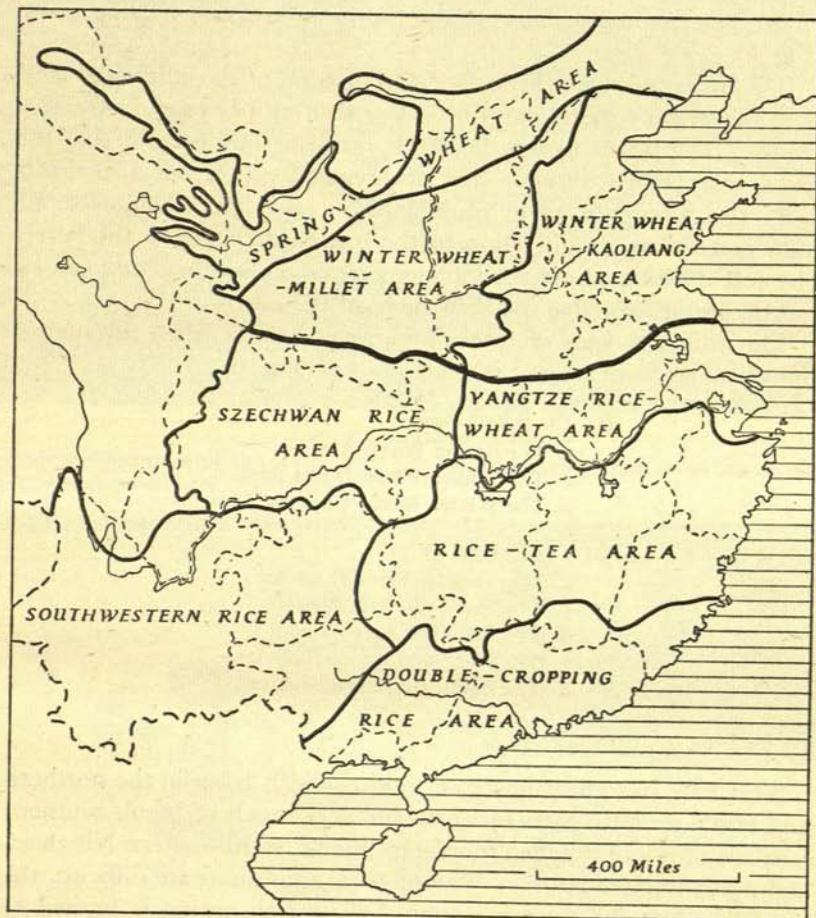 SPRING WHEAT AREA
WINTER WHEAT
-KAOLIANG
AREA
WINTER WHEAT
-MILLET AREA
SZECHWAN RICE
AREA
YANGTZE RICE-
WHEAT AREA
RICE-TEA AREA
SOUTHWESTERN RICE AREA
DOUBLE-CROPPING
RICE AREA
400 Miles